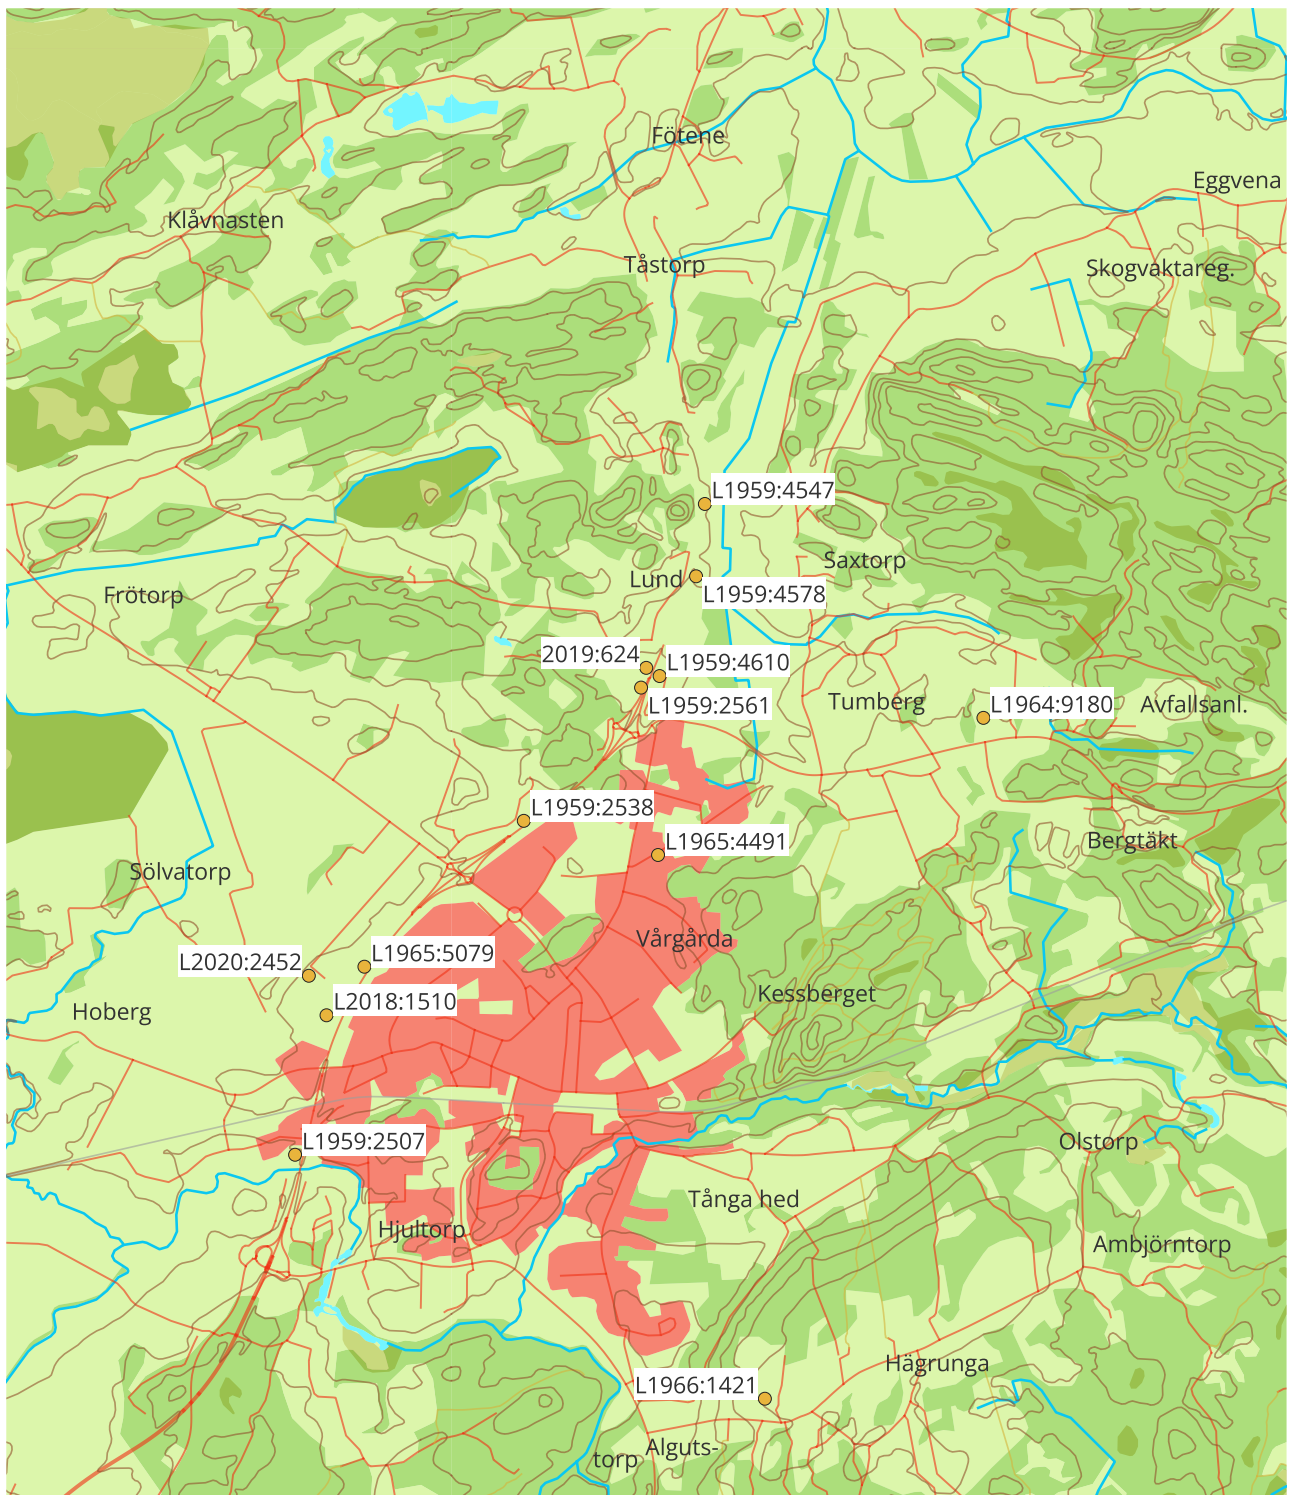 Fötene
Eggvena
Klåvnasten
Tåstorp
Skogvaktareg.
L1959:4547
Saxtorp
Lund
L1959:4578
Frötorp
2019:624
L1959:4610
L1959:2561
Tumberg
L1964:9180
Avfallsanl.
L1959:2538
L1965:4491
Bergtäkt
Sölvatorp
Vårgårda
L1965:5079
L2020:2452
Kessberget
L2018:1510
Hoberg
L1959:2507
Olstorp
Tånga hed
Hjultorp
Ambjörntorp
Hägrunga
L1966:1421
Alguts-
torp